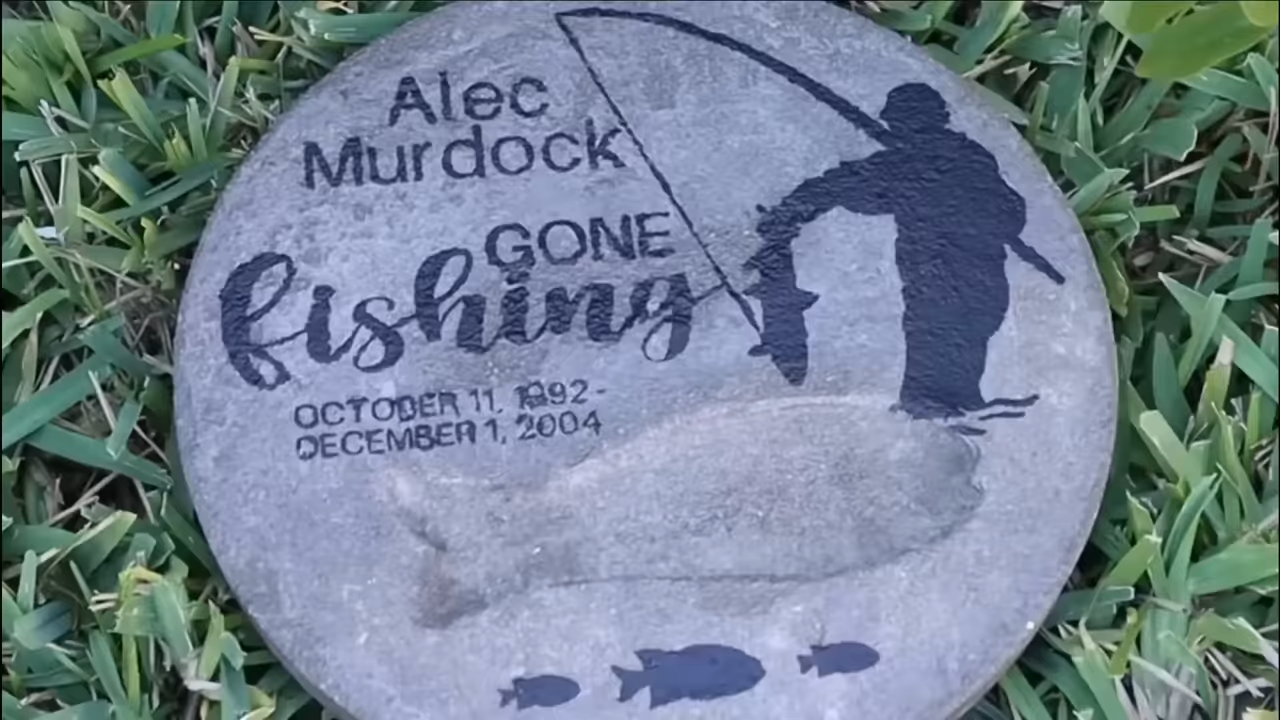 Alec
Murdock
GONE
fishing
OCTOBER 11, 1992 -
DECEMBER 1, 2004